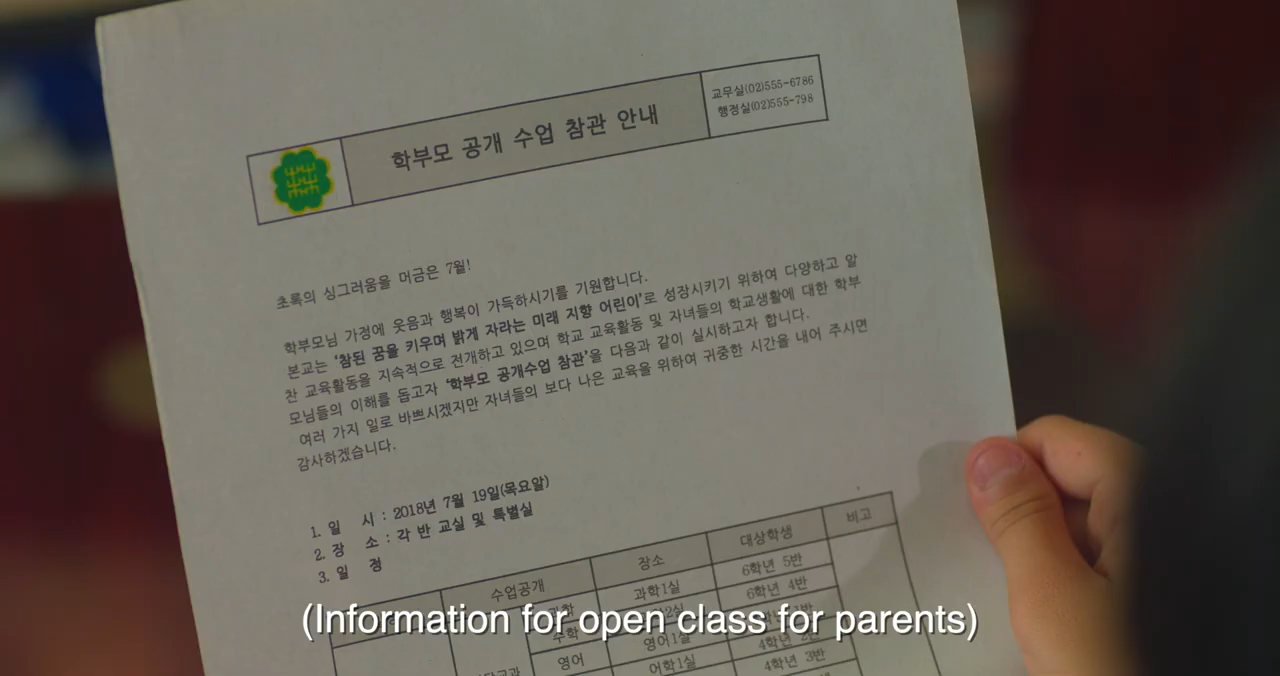 학부모 공개 수업 참관 안내
교무실(02)555-6786
행정실(02)555-798
초록의 싱그러움을 머금은 7월!
학부모님 가정에 웃음과 행복이 가득하시기를 기원합니다.
본교는 '참된 꿈을 키우며 밝게 자라는 미래 지향 어린이'로 성장시키기 위하여 다양하고 알
찬 교육활동을 지속적으로 전개하고 있으며 학교 교육활동 및 자녀들의 학교생활에 대한 학부
모님들의 이해를 돕고자 '학부모 공개수업 참관'을 다음과 같이 실시하고자 합니다.
여러 가지 일로 바쁘시겠지만 자녀들의 보다 나은 교육을 위하여 귀중한 시간을 내어 주시면
감사하겠습니다.
1. 일 시 : 2018년 7월 19일(목요알)
2. 장 소 : 각 반 교실 및 특별실
3. 일 정
수업공개 장소 대상학생 비고
과학 과학1실 6학년 5반
수학 6학년 4반
영어 영어1실 4학년
어학1실 4학년 3반
(Information for open class for parents)